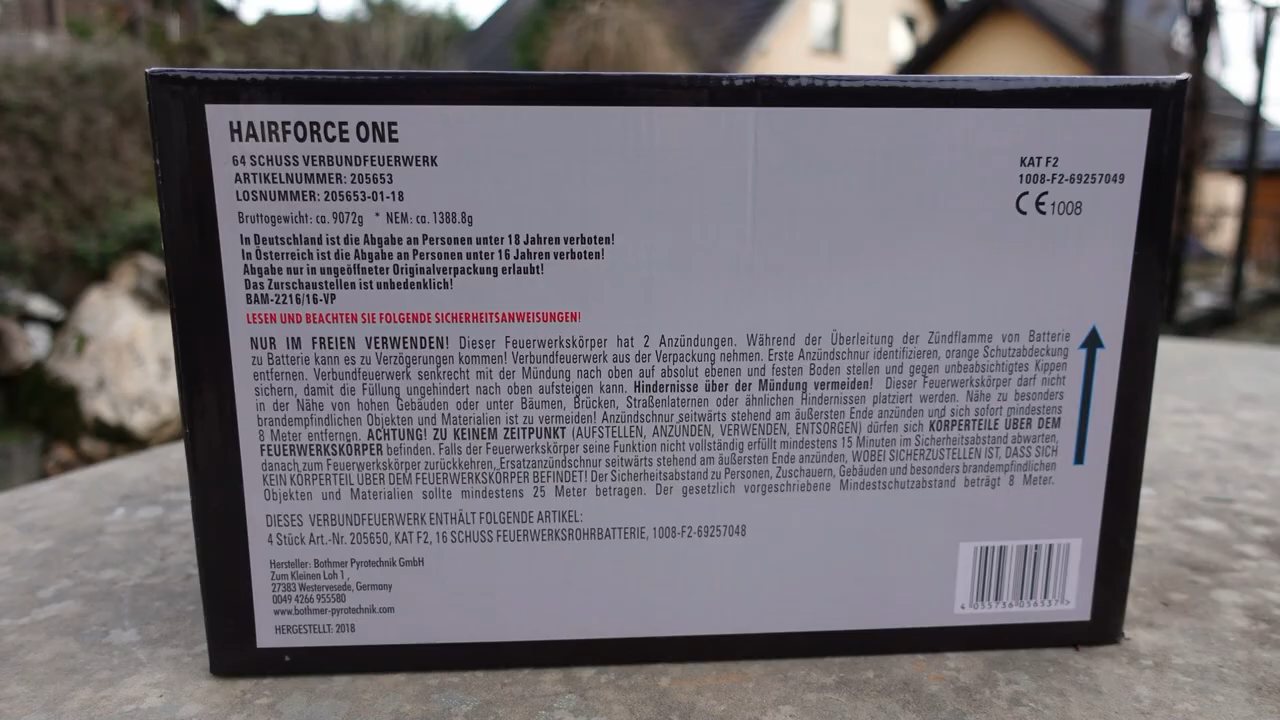 HAIRFORCE ONE
64 SCHUSS VERBUNDFEUERWERK
ARTIKELNUMMER: 205653
LOSNUMMER: 205653-01-18
Bruttogewicht: ca. 9072g * NEM: ca. 1388.8g
KAT F2
1008-F2-69257049
CE 1008
In Deutschland ist die Abgabe an Personen unter 18 Jahren verboten!
In Österreich ist die Abgabe an Personen unter 16 Jahren verboten!
Abgabe nur in ungeöffneter Originalverpackung erlaubt!
Das Zurschaustellen ist unbedenklich!
BAM-2216/16-VP
LESEN UND BEACHTEN SIE FOLGENDE SICHERHEITSANWEISUNGEN!
NUR IM FREIEN VERWENDEN! Dieser Feuerwerkskörper hat 2 Anzündungen. Während der Überleitung der Zündflamme von Batterie
zu Batterie kann es zu Verzögerungen kommen! Verbundfeuerwerk aus der Verpackung nehmen. Erste Anzündschnur identifizieren, orange Schutzabdeckung
entfernen. Verbundfeuerwerk senkrecht mit der Mündung nach oben auf absolut ebenen und festen Boden stellen und gegen unbeabsichtigtes Kippen
sichern, damit die Füllung ungehindert nach oben aufsteigen kann. Hindernisse über der Mündung vermeiden! Dieser Feuerwerkskörper darf nicht
in der Nähe von hohen Gebäuden oder unter Bäumen, Brücken, Straßenlaternen oder ähnlichen Hindernissen platziert werden. Nähe zu besonders
brandempfindlichen Objekten und Materialien ist zu vermeiden! Anzündschnur seitwärts stehend am äußersten Ende anzünden und sich sofort mindestens
8 Meter entfernen. ACHTUNG! ZU KEINEM ZEITPUNKT (AUFSTELLEN, ANZÜNDEN, VERWENDEN, ENTSORGEN) dürfen sich KÖRPERTEILE ÜBER DEM
FEUERWERKSKÖRPER befinden. Falls der Feuerwerkskörper seine Funktion nicht vollständig erfüllt mindestens 15 Minuten im Sicherheitsabstand abwarten,
danach zum Feuerwerkskörper zurückkehren, Ersatzanzündschnur seitwärts stehend am äußersten Ende anzünden, WOBEI SICHERZUSTELLEN IST, DASS SICH
KEIN KÖRPERTEIL ÜBER DEM FEUERWERKSKÖRPER BEFINDET! Der Sicherheitsabstand zu Personen, Zuschauern, Gebäuden und besonders brandempfindlichen
Objekten und Materialien sollte mindestens 25 Meter betragen. Der gesetzlich vorgeschriebene Mindestschutzabstand beträgt 8 Meter.
DIESES VERBUNDFEUERWERK ENTHÄLT FOLGENDE ARTIKEL:
4 Stück Art.-Nr. 205650, KAT F2, 16 SCHUSS FEUERWERKSROHRBATTERIE, 1008-F2-69257048
Hersteller: Bothmer Pyrotechnik GmbH
Zum Kleinen Loh 1,
27383 Westervesede, Germany
0049 4266 955580
www.bothmer-pyrotechnik.com
HERGESTELLT: 2018
4 055736 056537 >